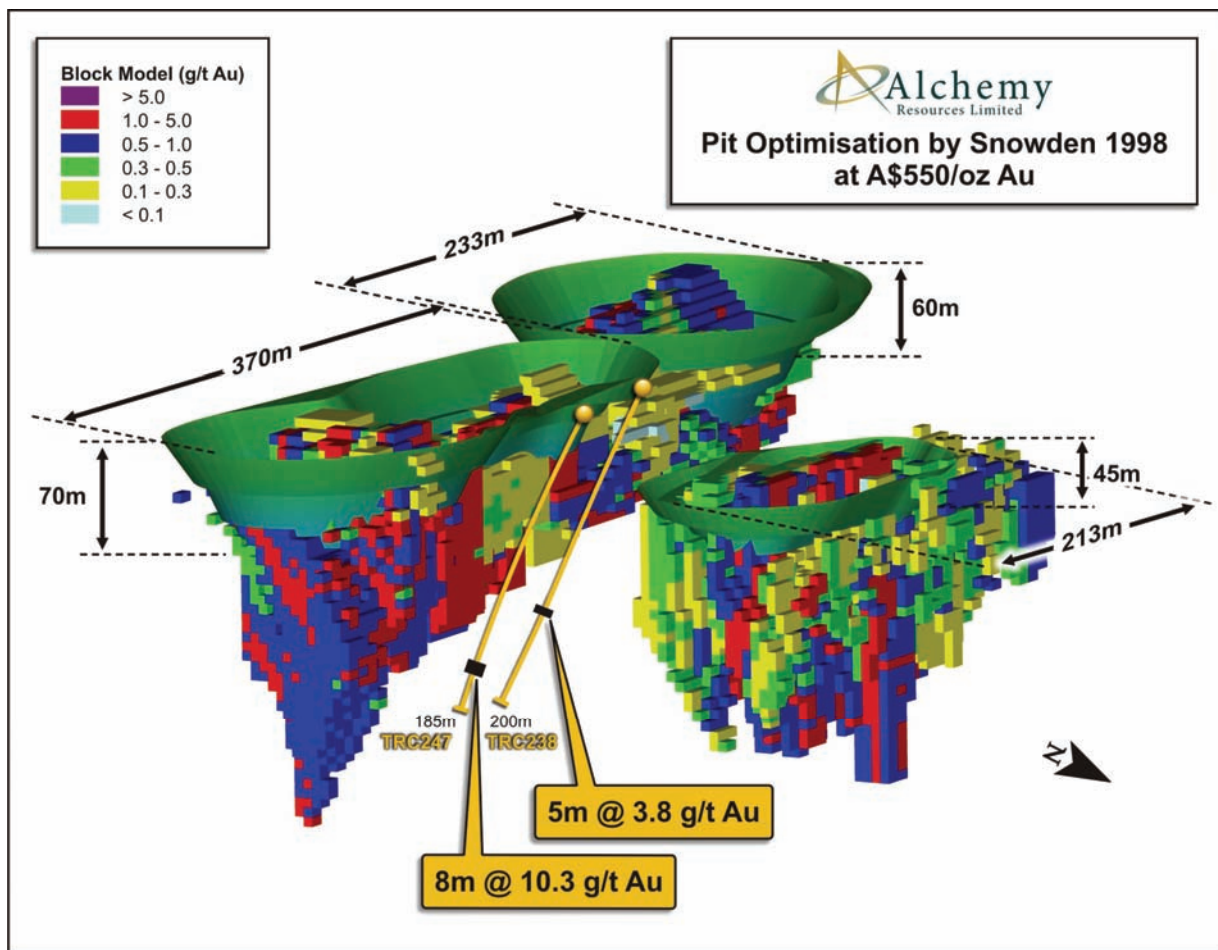 Block Model (g/t Au)
> 5.0
1.0 - 5.0
0.5 - 1.0
0.3 - 0.5
0.1 - 0.3
< 0.1
Alchemy
Resources Limited
Pit Optimisation by Snowden 1998
at A$550/oz Au
233m
60m
370m
70m
45m
213m
185m
200m
TRC247
TRC238
N
5m @ 3.8 g/t Au
8m @ 10.3 g/t Au